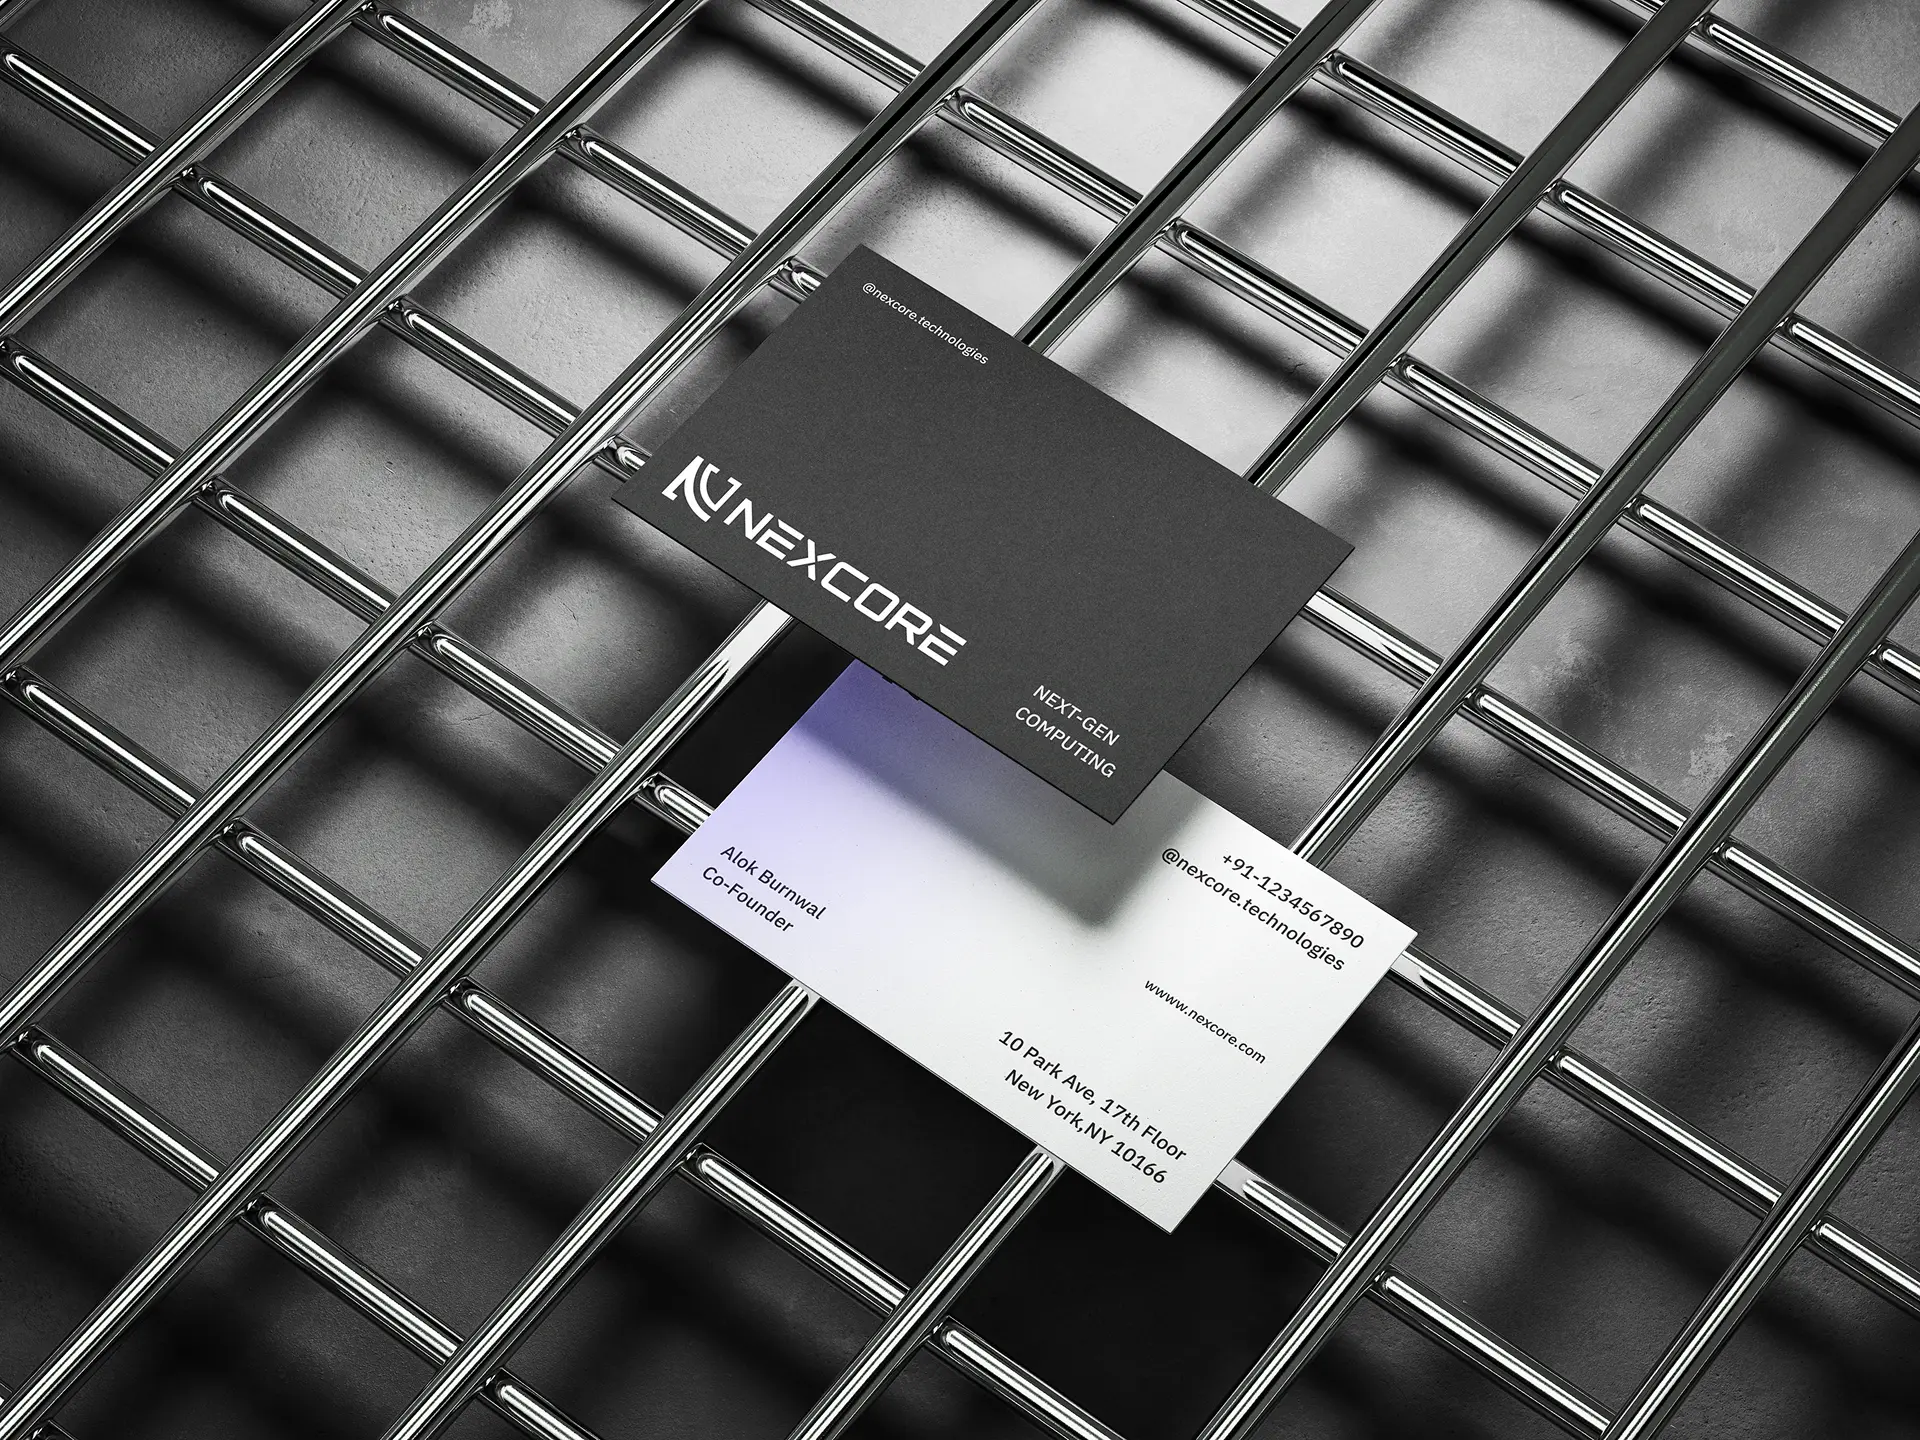 @nexcore.technologies
NEXCORE
NEXT-GEN
COMPUTING
Alok Burnwal
Co-Founder
+91-1234567890
@nexcore.technologies
wwww.nexcore.com
10 Park Ave, 17th Floor
New York,NY 10166